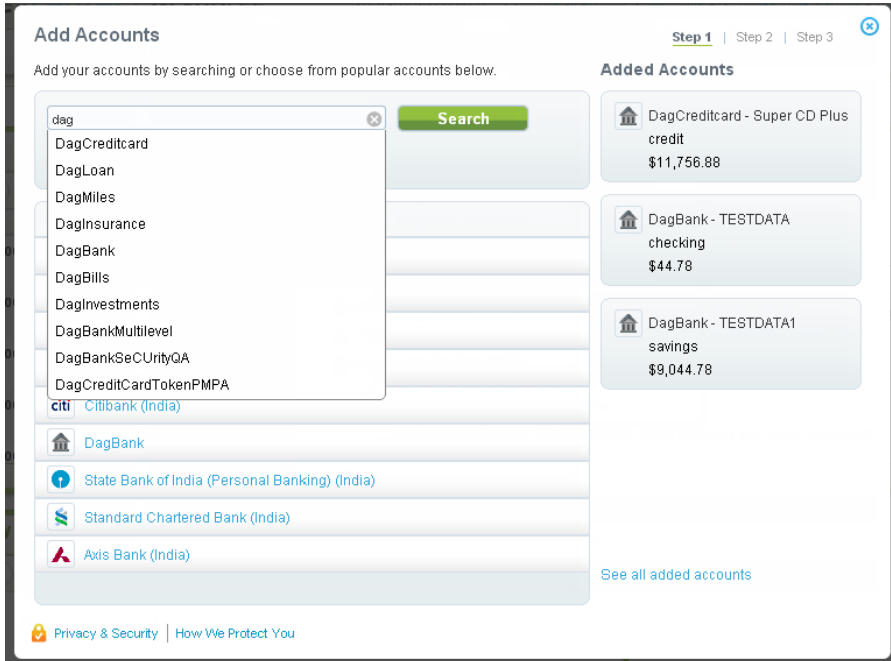 Add Accounts
Step 1 | Step 2 | Step 3
Add your accounts by searching or choose from popular accounts below.
dag
Search
DagCreditcard
DagLoan
DagMiles
DagInsurance
DagBank
DagBills
DagInvestments
DagBankMultilevel
DagBankSeCUrityQA
DagCreditCardTokenPMPA
citi Citibank (India)
DagBank
State Bank of India (Personal Banking) (India)
Standard Chartered Bank (India)
Axis Bank (India)
Added Accounts
DagCreditcard - Super CD Plus
credit
$11,756.88
DagBank - TESTDATA
checking
$44.78
DagBank - TESTDATA1
savings
$9,044.78
See all added accounts
Privacy & Security | How We Protect You